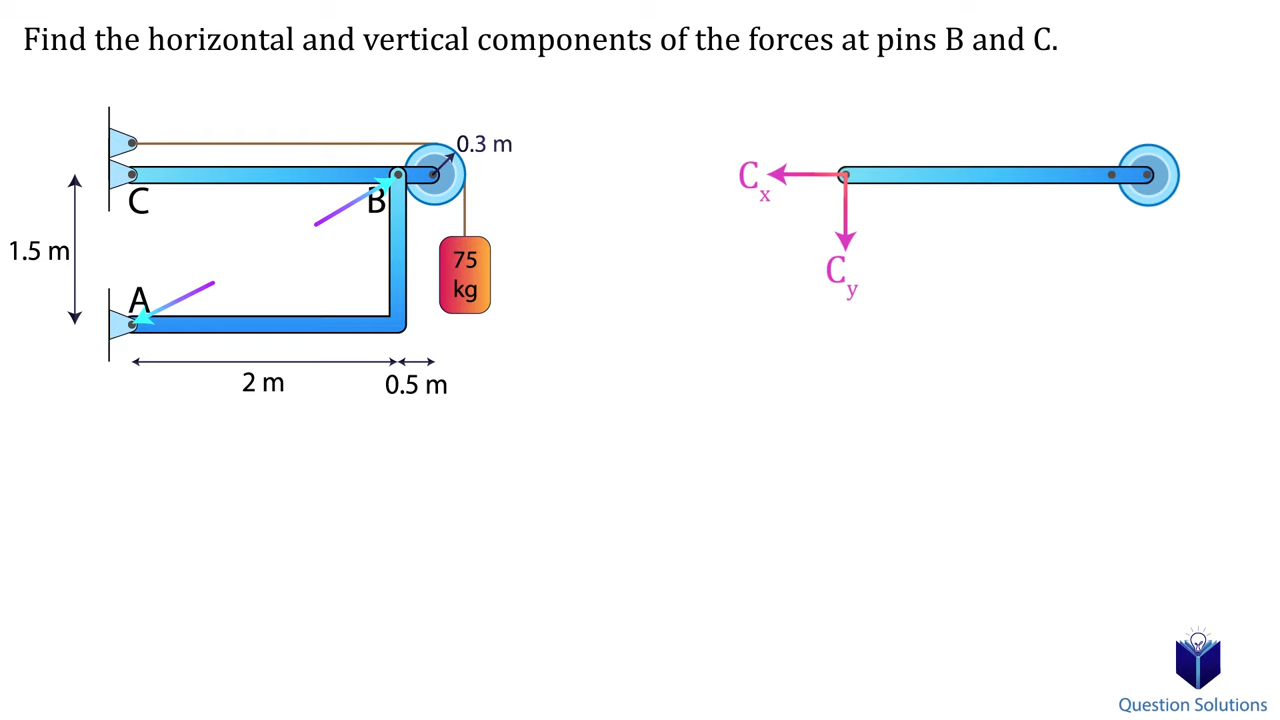 Find the horizontal and vertical components of the forces at pins B and C.
0.3 m
C
B
1.5 m
75
kg
A
2 m
0.5 m
Cx
Cy
Question Solutions